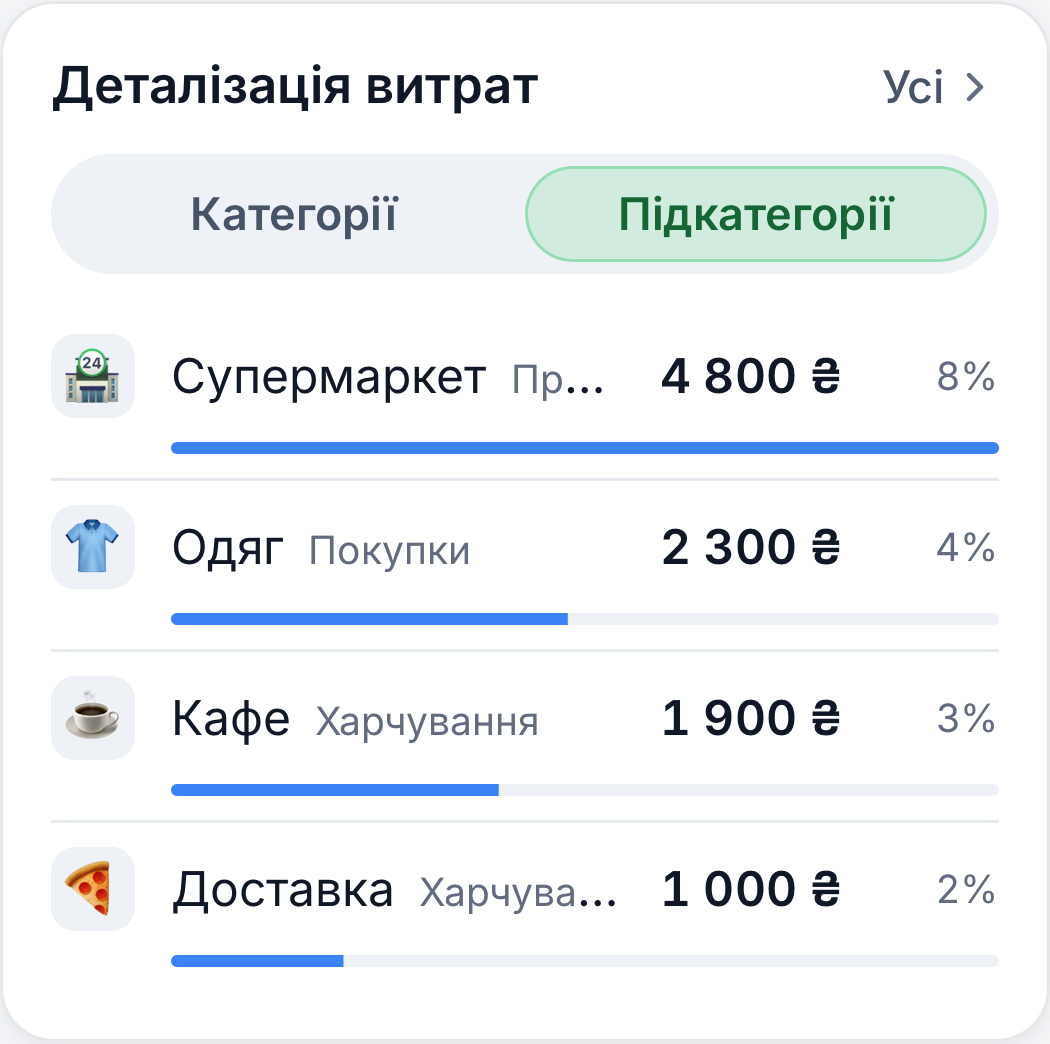 Деталізація витрат Усі
Категорії Підкатегорії
24
Супермаркет Пр... 4 800 ₴ 8%
Одяг Покупки 2 300 ₴ 4%
Кафе Харчування 1 900 ₴ 3%
Доставка Харчува... 1 000 ₴ 2%